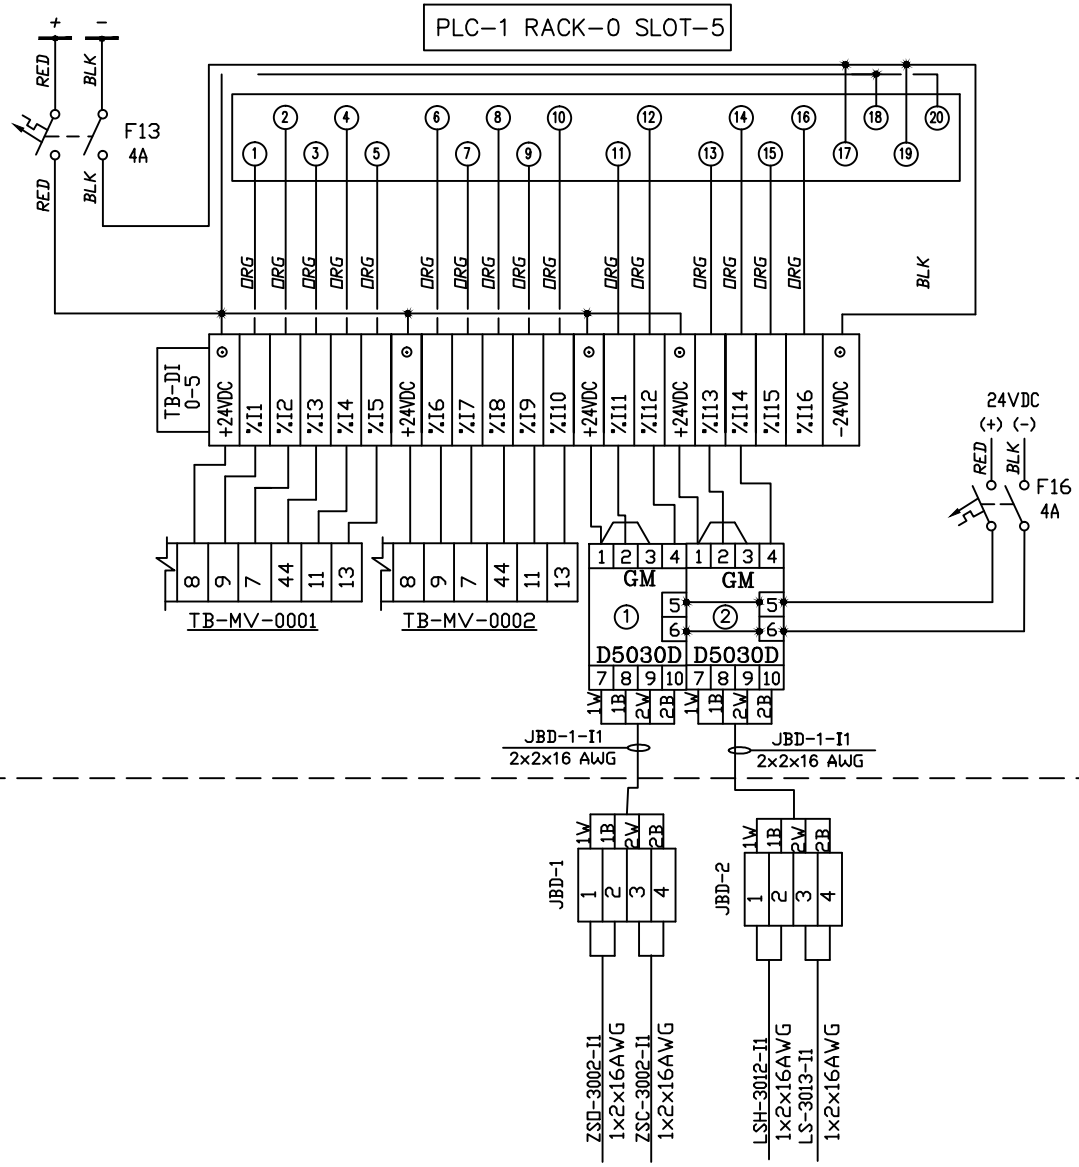 PLC-1 RACK-0 SLOT-5
+ -
RED BLK
F13
4A
RED BLK
2 4 6 8 10 12 14 16 18 20
1 3 5 7 9 11 13 15 17 19
ORG ORG ORG ORG ORG ORG ORG ORG ORG ORG BLK
TB-DI
0-5
+24VDC %I1 %I2 %I3 %I4 %I5 +24VDC %I6 %I7 %I8 %I9 %I10 +24VDC %I11 %I12 +24VDC %I13 %I14 %I15 %I16 -24VDC
24VDC
(+) (-)
RED BLK
F16
4A
8 9 7 44 11 13
TB-MV-0001
8 9 7 44 11 13
TB-MV-0002
1 2 3 4 1 2 3 4
GM GM
5 5
1 2
6 6
D5030D D5030D
7 8 9 10 7 8 9 10
1W 1B 2W 2B 1W 1B 2W 2B
JBD-1-I1
2x2x16 AWG
JBD-1-I1
2x2x16 AWG
1W 1B 2W 2B
JBD-1
1 2 3 4
1W 1B 2W 2B
JBD-2
1 2 3 4
ZSO-3002-I1
1x2x16AWG
ZSC-3002-I1
1x2x16AWG
LSH-3012-I1
1x2x16AWG
LS-3013-I1
1x2x16AWG